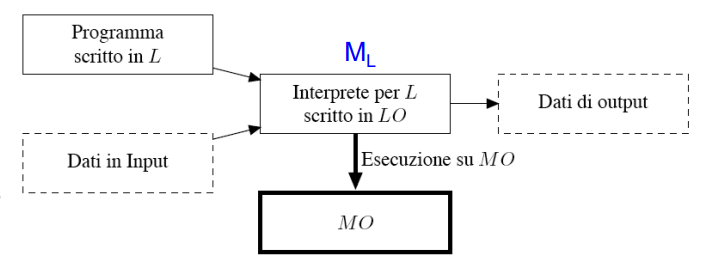 Programma
scritto in L
M_L
Interprete per L
scritto in LO
Dati di output
Dati in Input
Esecuzione su MO
MO